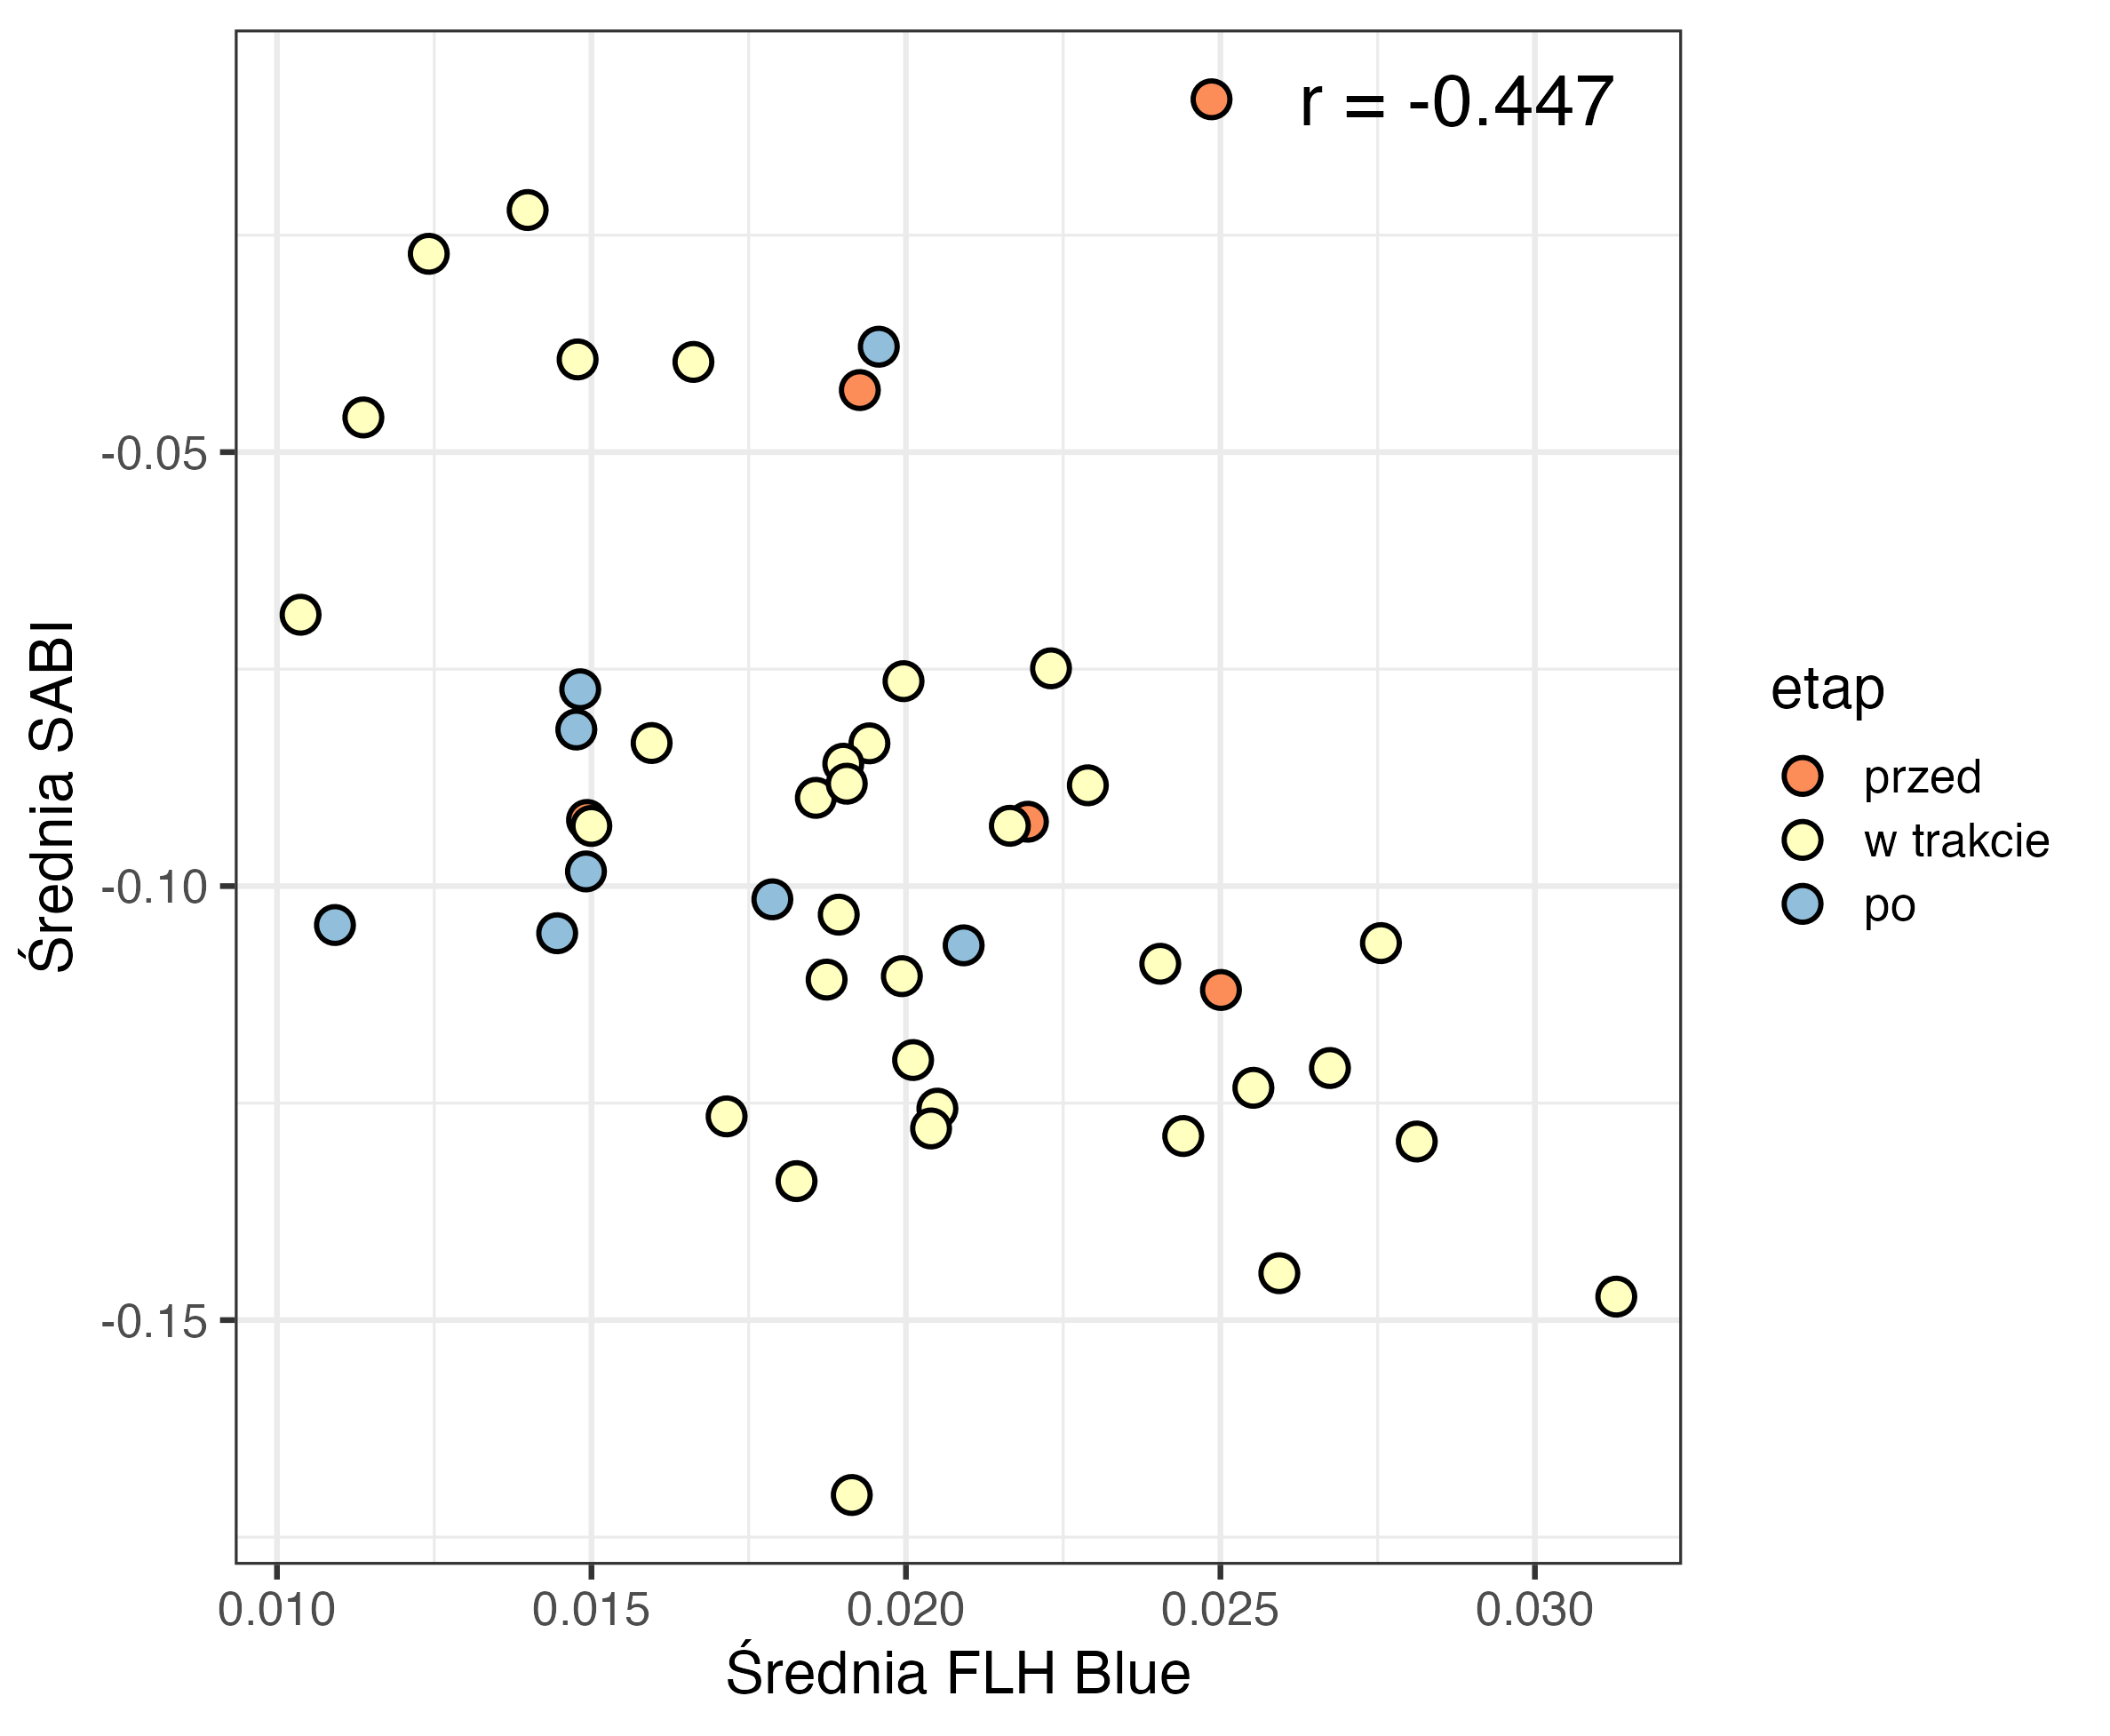 r = -0.447
Średnia SABI
-0.05
-0.10
-0.15
0.010 0.015 0.020 0.025 0.030
Średnia FLH Blue
etap
przed
w trakcie
po